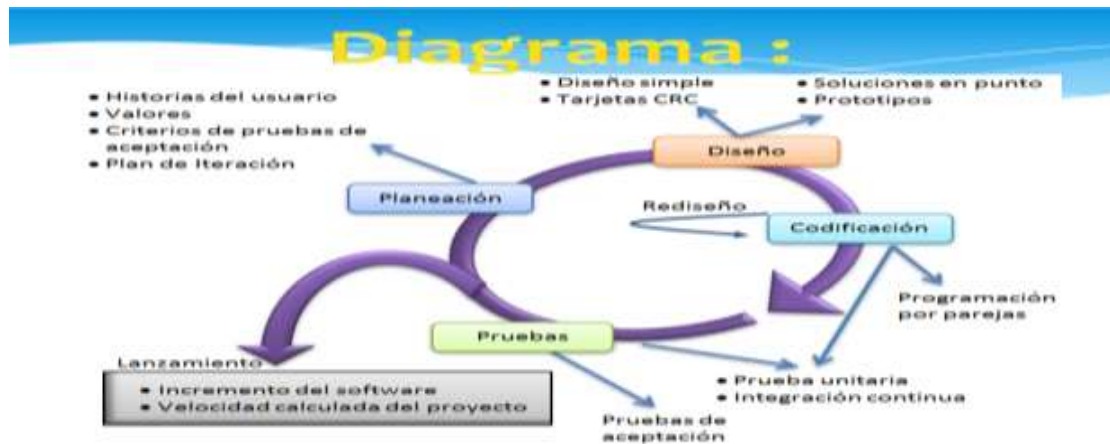 Diagrama :
• Historias del usuario
• Valores
• Criterios de pruebas de
aceptación
• Plan de Iteración
• Diseño simple
• Tarjetas CRC
• Soluciones en punto
• Prototipos
Diseño
Planeación
Rediseño
Codificación
Programación
por parejas
Pruebas
Lanzamiento
• Incremento del software
• Velocidad calculada del proyecto
• Prueba unitaria
• Integración continua
Pruebas de
aceptación